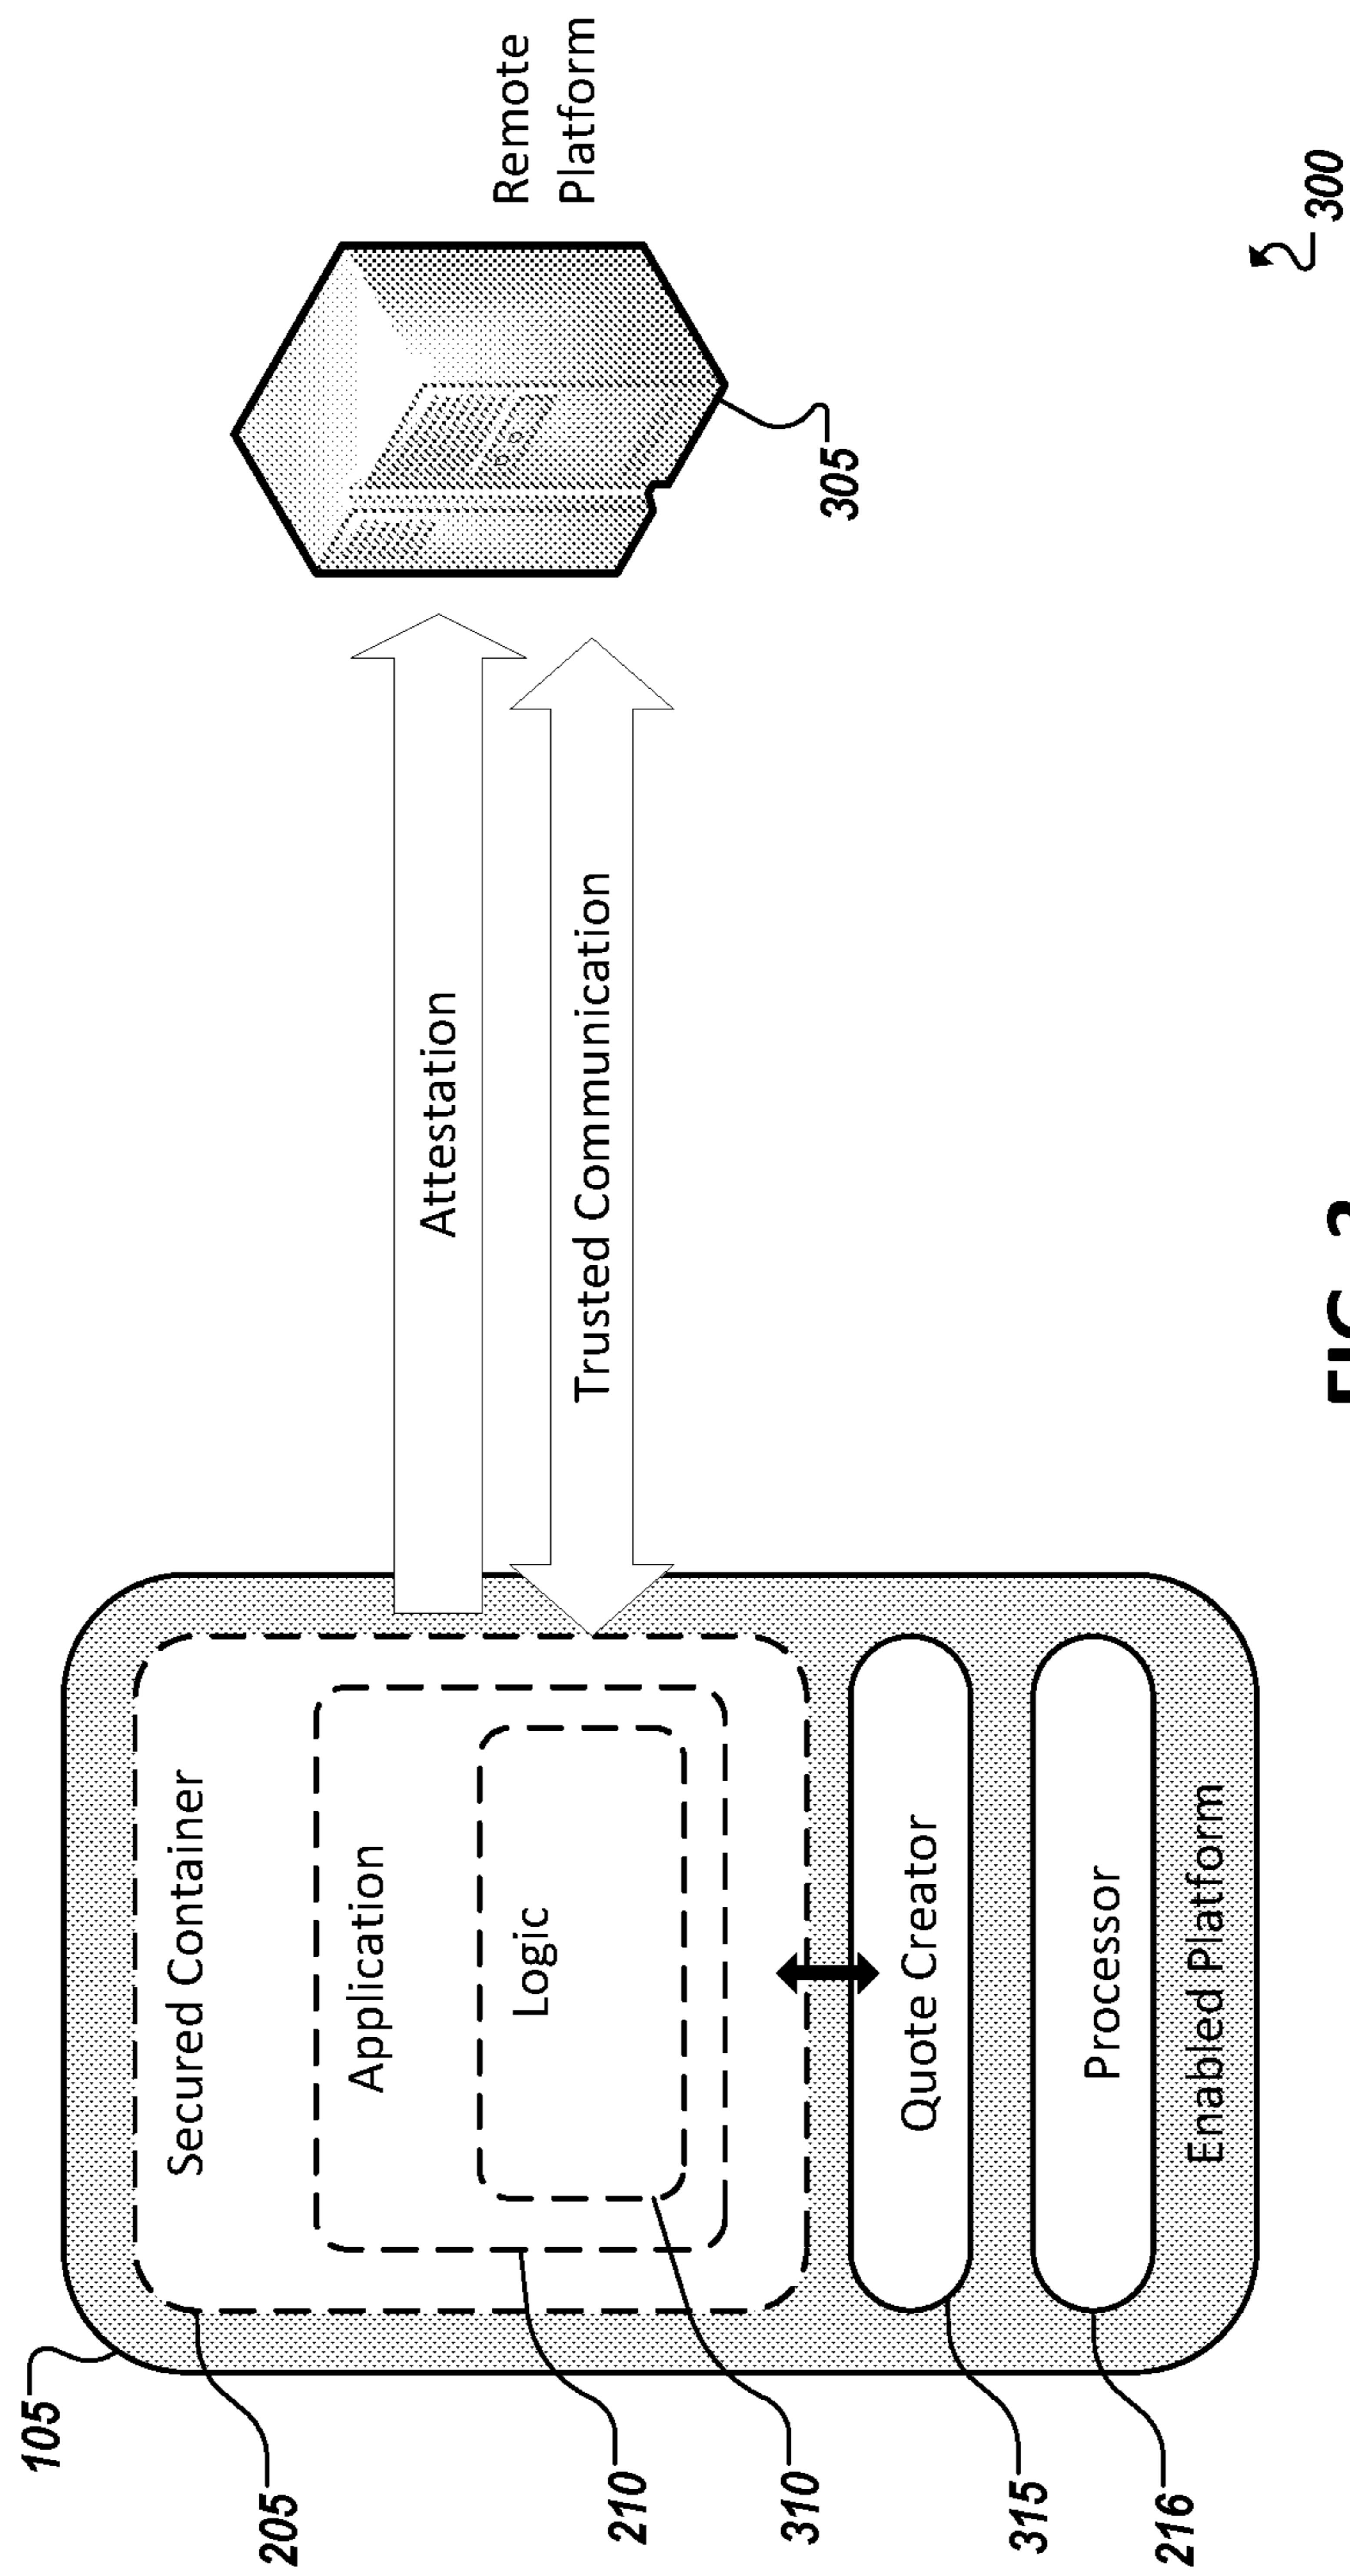 105
Secured Container
205
Application
210
Logic
310
Quote Creator
315
Processor
216
Enabled Platform
Attestation
Trusted Communication
Remote
Platform
305
300